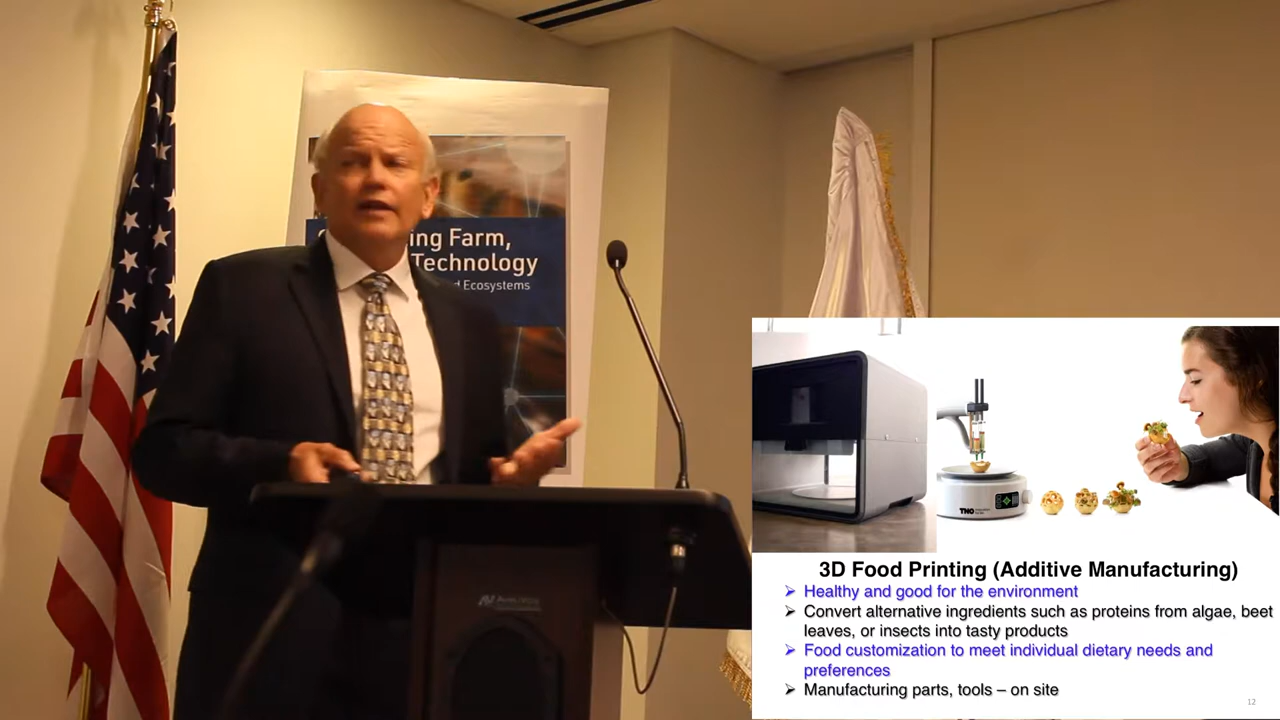 ing Farm,
Technology
d Ecosystems
TNO
3D Food Printing (Additive Manufacturing)
➢ Healthy and good for the environment
➢ Convert alternative ingredients such as proteins from algae, beet
leaves, or insects into tasty products
➢ Food customization to meet individual dietary needs and
preferences
➢ Manufacturing parts, tools – on site
12